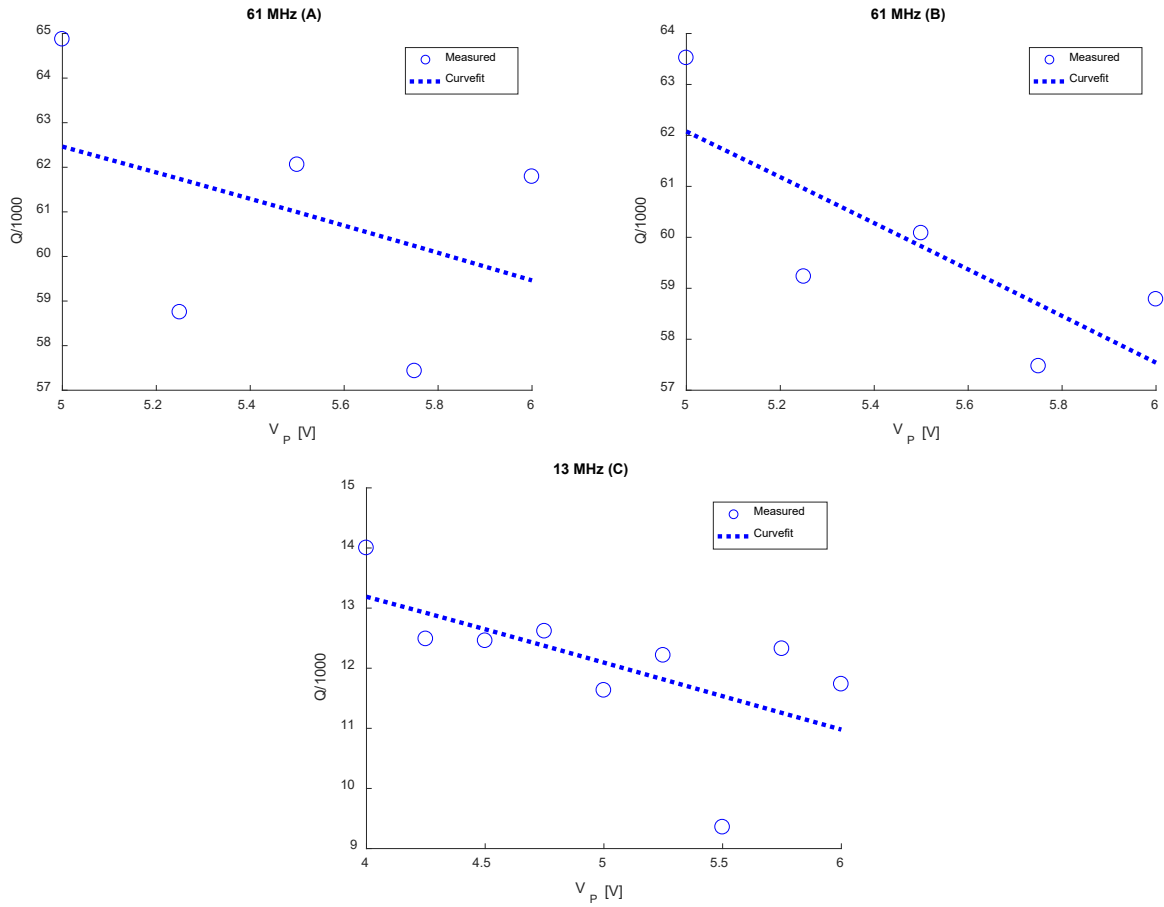 61 MHz (A)
65
64
63
62
61
60
59
58
57
Q/1000
5
5.2
5.4
5.6
5.8
6
V P [V]
Measured
Curvefit
61 MHz (B)
64
63
62
61
60
59
58
57
Q/1000
5
5.2
5.4
5.6
5.8
6
V P [V]
Measured
Curvefit
13 MHz (C)
15
14
13
12
11
10
9
Q/1000
4
4.5
5
5.5
6
V P [V]
Measured
Curvefit